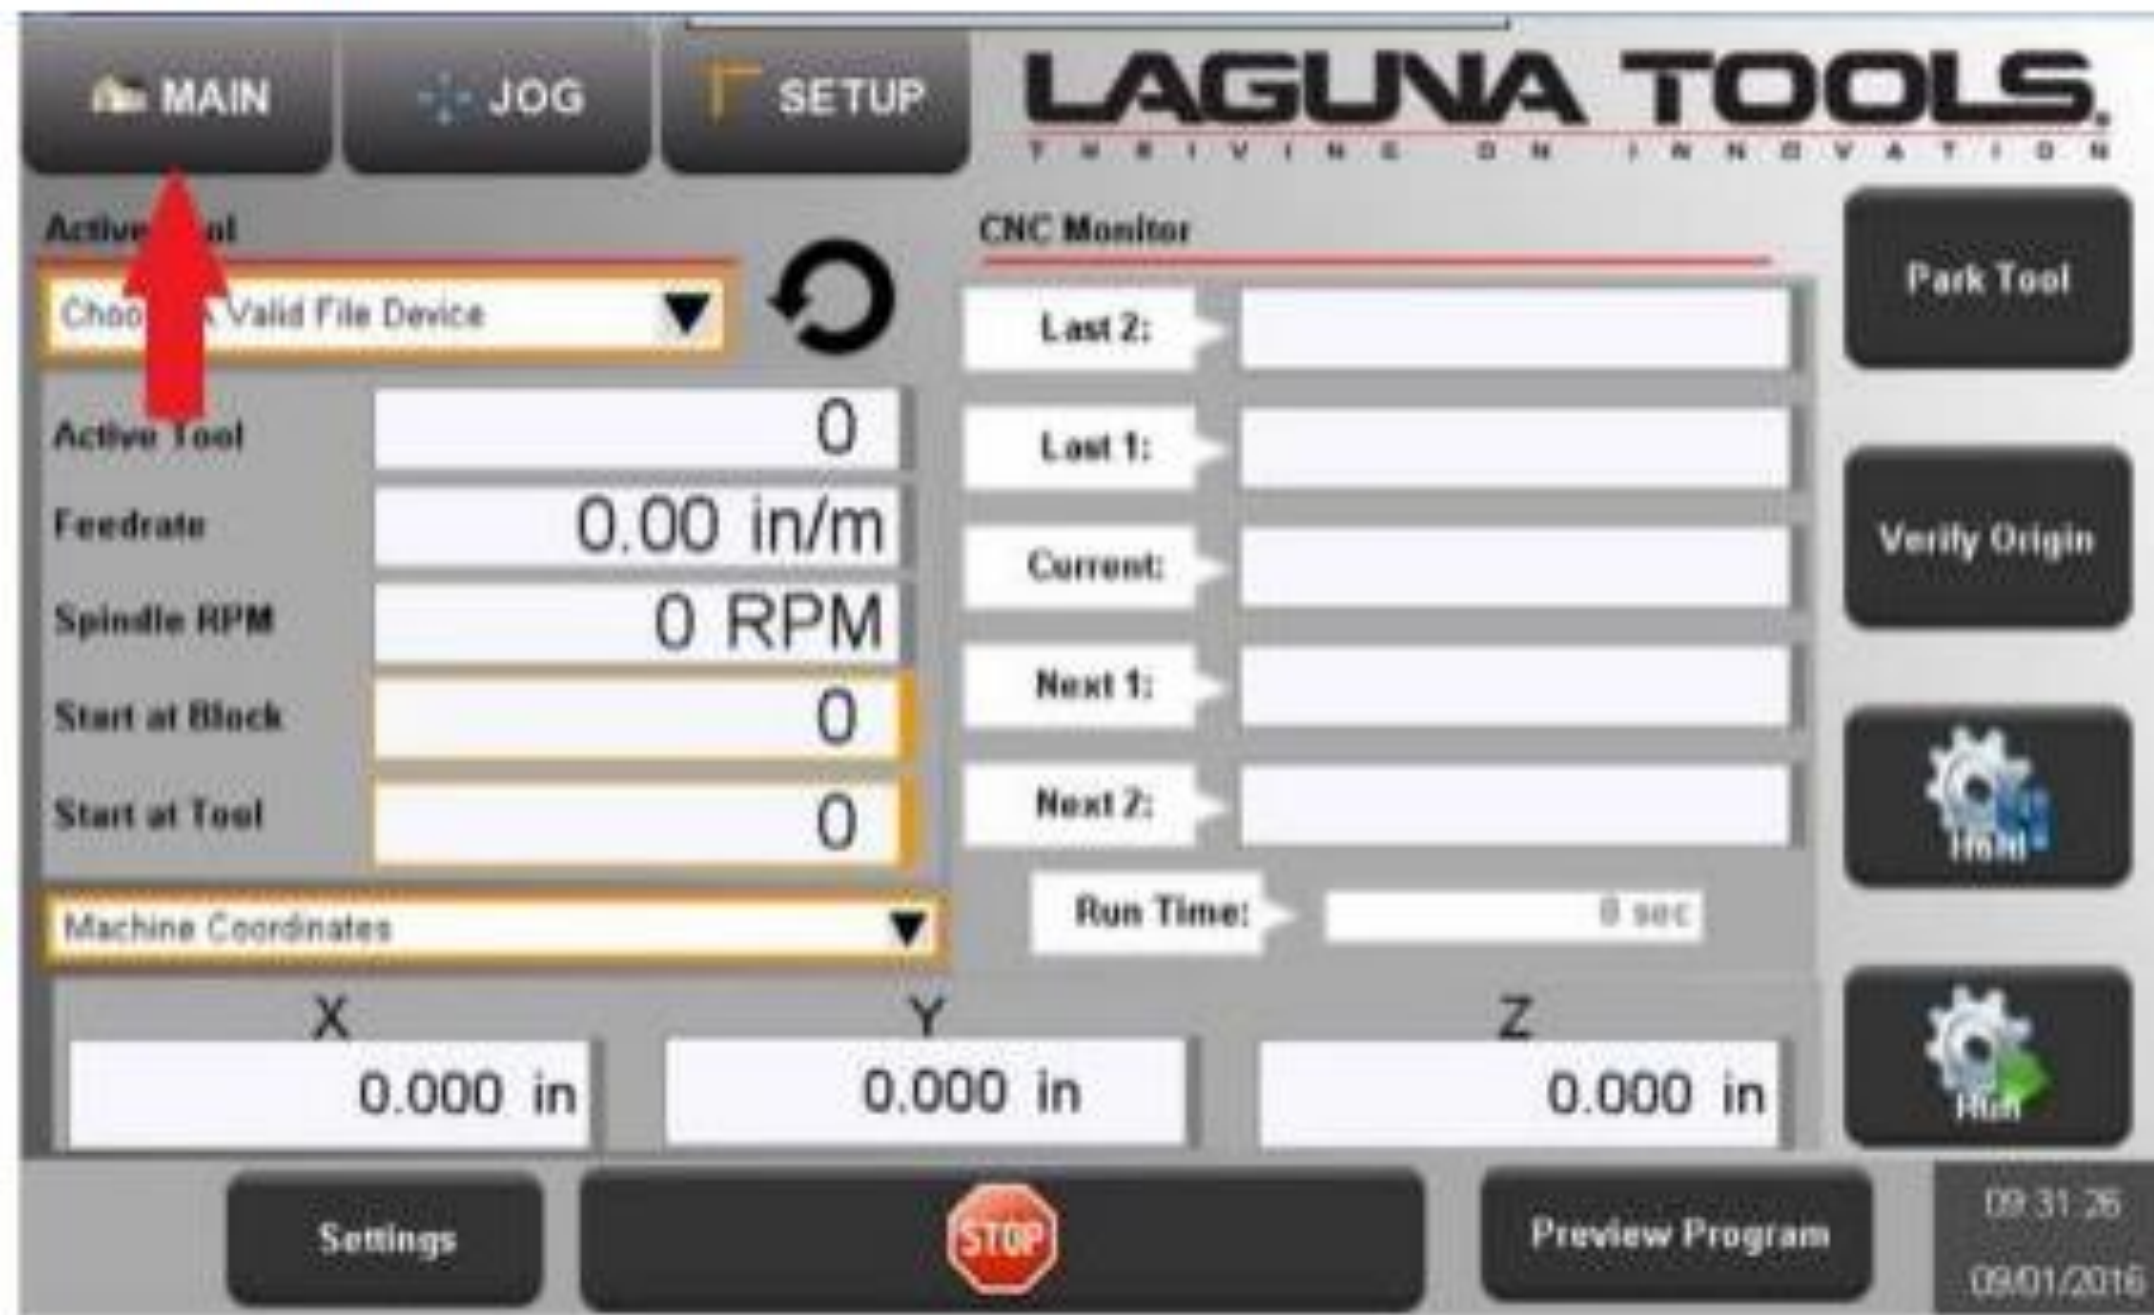 MAIN
JOG
SETUP
LAGUNA TOOLS.
THRIVING ON INNOVATION
Active
CNC Monitor
Valid File Device
Active Tool
0
Feedrate
0.00 in/m
Spindle RPM
0 RPM
Start at Block
0
Start at Tool
0
Last 2:
Last 1:
Current:
Next 1:
Next 2:
Run Time:
0 sec
Machine Coordinates
X
Y
Z
0.000 in
0.000 in
0.000 in
Park Tool
Verify Origin
Run
Settings
STOP
Preview Program
09:31:26
09/01/2016